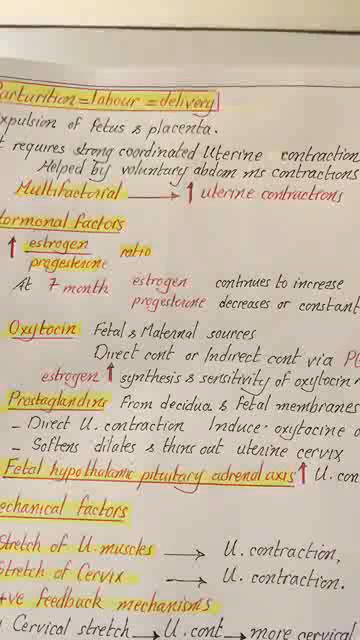 Parturition = labour = delivery
expulsion of fetus & placenta.
t requires strong coordinated Uterine contraction
Helped by voluntary abdom ms contractions
Multifactorial → ↑ uterine contractions
Hormonal factors
↑ estrogen ratio
progesterone
At 7 month estrogen continues to increase
progesterone decreases or constant
Oxytocin Fetal & Maternal sources
Direct cont or Indirect cont via P
estrogen ↑ synthesis & sensitivity of oxytocin
Prostaglandins From decidua & fetal membranes
- Direct U. contraction Induce oxytocine
- Softens dilates & thins out uterine cervix
Fetal hypothalamic pituitary adrenal axis ↑ U. con
Mechanical factors
Stretch of U. muscles → U. contraction,
Stretch of Cervix → U. contraction.
+ve feedback mechanisms
Cervical stretch → U. cont → more cervical